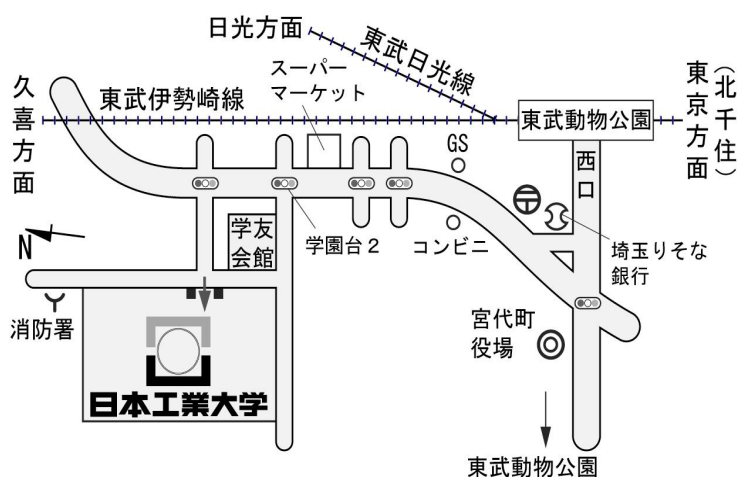 日光方面
東武日光線
スーパー
マーケット
久喜方面
東武伊勢崎線
東武動物公園
東京方面
（北千住）
西口
GS
学友
会館
学園台２
コンビニ
埼玉りそな
銀行
N
消防署
宮代町
役場
日本工業大学
東武動物公園